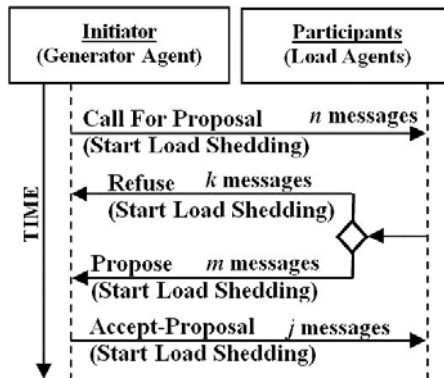 Initiator
(Generator Agent)
Participants
(Load Agents)
TIME
Call For Proposal n messages
(Start Load Shedding)
Refuse k messages
(Start Load Shedding)
Propose m messages
(Start Load Shedding)
Accept-Proposal j messages
(Start Load Shedding)